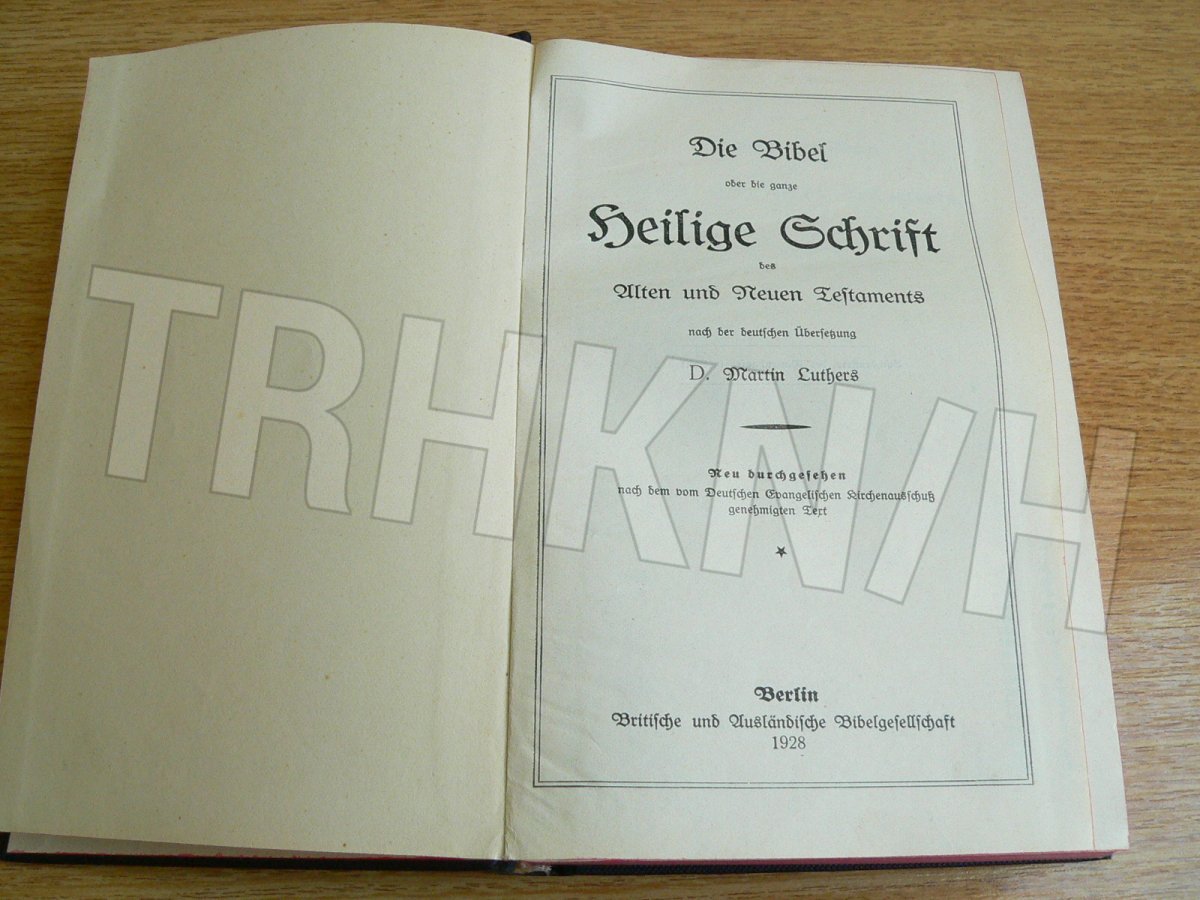 Die Bibel
oder die ganze
Heilige Schrift
des
Alten und Neuen Testaments
nach der deutschen Übersetzung
D. Martin Luthers
Neu durchgesehen
nach dem vom Deutschen Evangelischen Kirchenausschuß
genehmigten Text
Berlin
Britische und Ausländische Bibelgesellschaft
1928
TRHKN/H